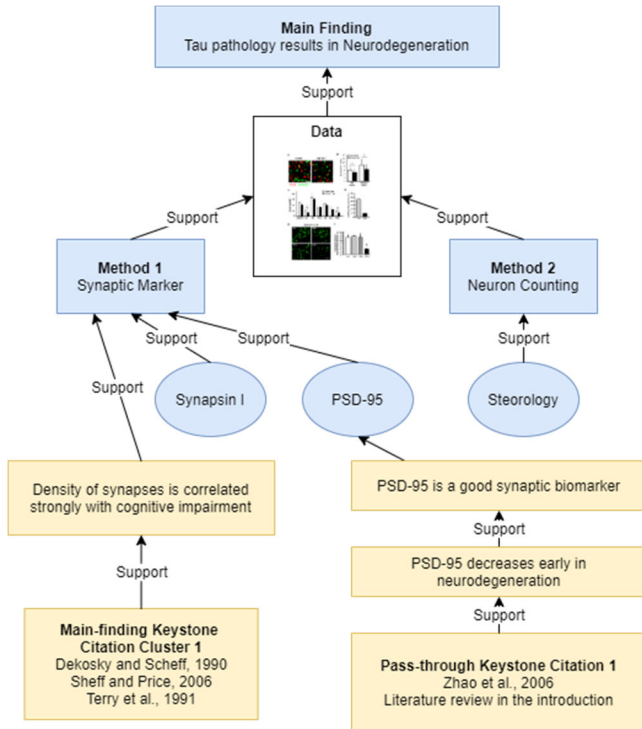 Main Finding
Tau pathology results in Neurodegeneration
Support
Data
Support
Support
Method 1
Synaptic Marker
Method 2
Neuron Counting
Support
Support
Support
Support
Synapsin I
PSD-95
Steorology
Density of synapses is correlated
strongly with cognitive impairment
PSD-95 is a good synaptic biomarker
Support
Support
PSD-95 decreases early in
neurodegeneration
Support
Main-finding Keystone
Citation Cluster 1
Dekosky and Scheff, 1990
Sheff and Price, 2006
Terry et al., 1991
Pass-through Keystone Citation 1
Zhao et al., 2006
Literature review in the introduction